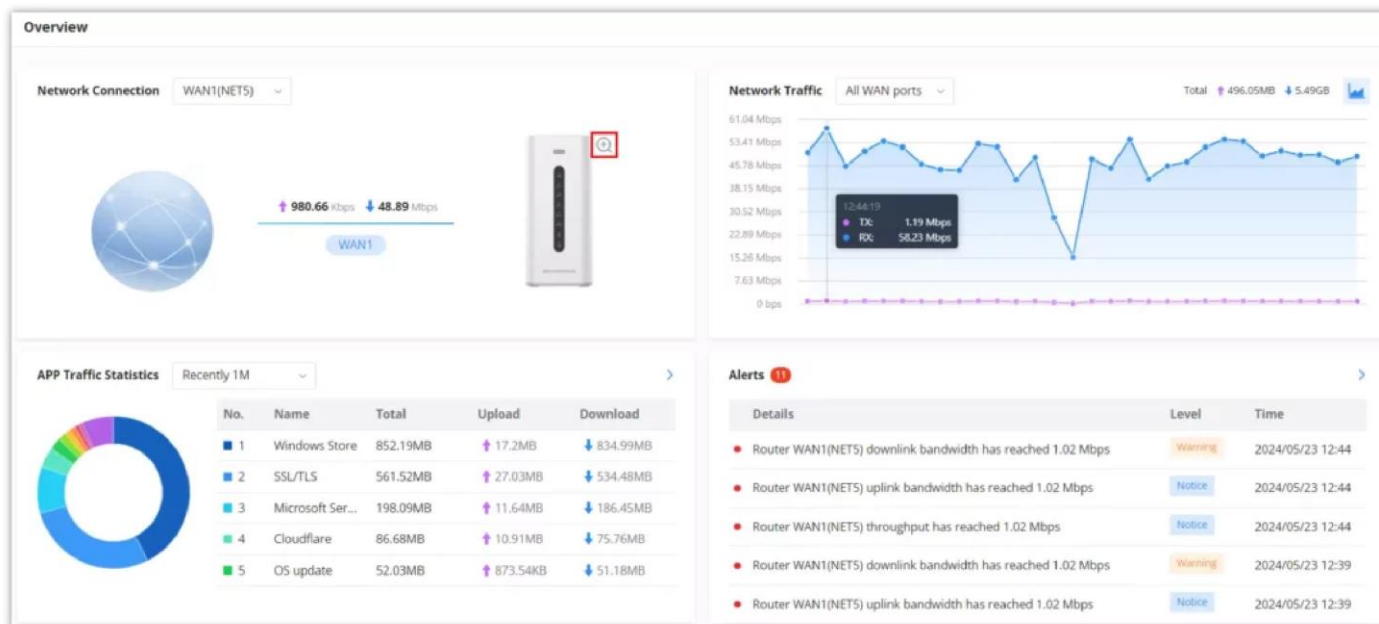 Overview
Network Connection WAN1(NET5)
980.66 Kbps 48.89 Mbps
WAN1
Network Traffic All WAN ports Total 496.05MB 5.49GB
61.04 Mbps
53.41 Mbps
45.78 Mbps
38.15 Mbps
30.52 Mbps
22.89 Mbps
15.26 Mbps
7.63 Mbps
0 bps
12:44:19
TX: 1.19 Mbps
RX: 58.23 Mbps
APP Traffic Statistics Recently 1M
No. Name Total Upload Download
1 Windows Store 852.19MB 17.2MB 834.99MB
2 SSL/TLS 561.52MB 27.03MB 534.48MB
3 Microsoft Ser... 198.09MB 11.64MB 186.45MB
4 Cloudflare 86.68MB 10.91MB 75.76MB
5 OS update 52.03MB 873.54KB 51.18MB
Alerts 11
Details Level Time
Router WAN1(NET5) downlink bandwidth has reached 1.02 Mbps Warning 2024/05/23 12:44
Router WAN1(NET5) uplink bandwidth has reached 1.02 Mbps Notice 2024/05/23 12:44
Router WAN1(NET5) throughput has reached 1.02 Mbps Notice 2024/05/23 12:44
Router WAN1(NET5) downlink bandwidth has reached 1.02 Mbps Warning 2024/05/23 12:39
Router WAN1(NET5) uplink bandwidth has reached 1.02 Mbps Notice 2024/05/23 12:39